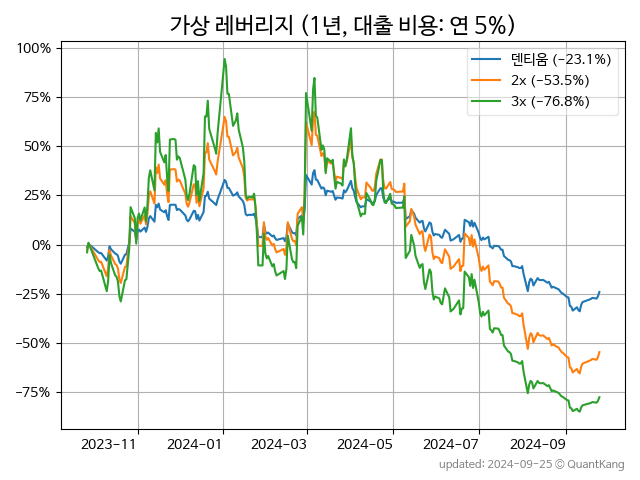 가상 레버리지 (1년, 대출 비용: 연 5%)
100%
75%
50%
25%
0%
−25%
−50%
−75%
덴티움 (−23.1%)
2x (−53.5%)
3x (−76.8%)
2023-11
2024-01
2024-03
2024-05
2024-07
2024-09
updated: 2024-09-25 © QuantKang